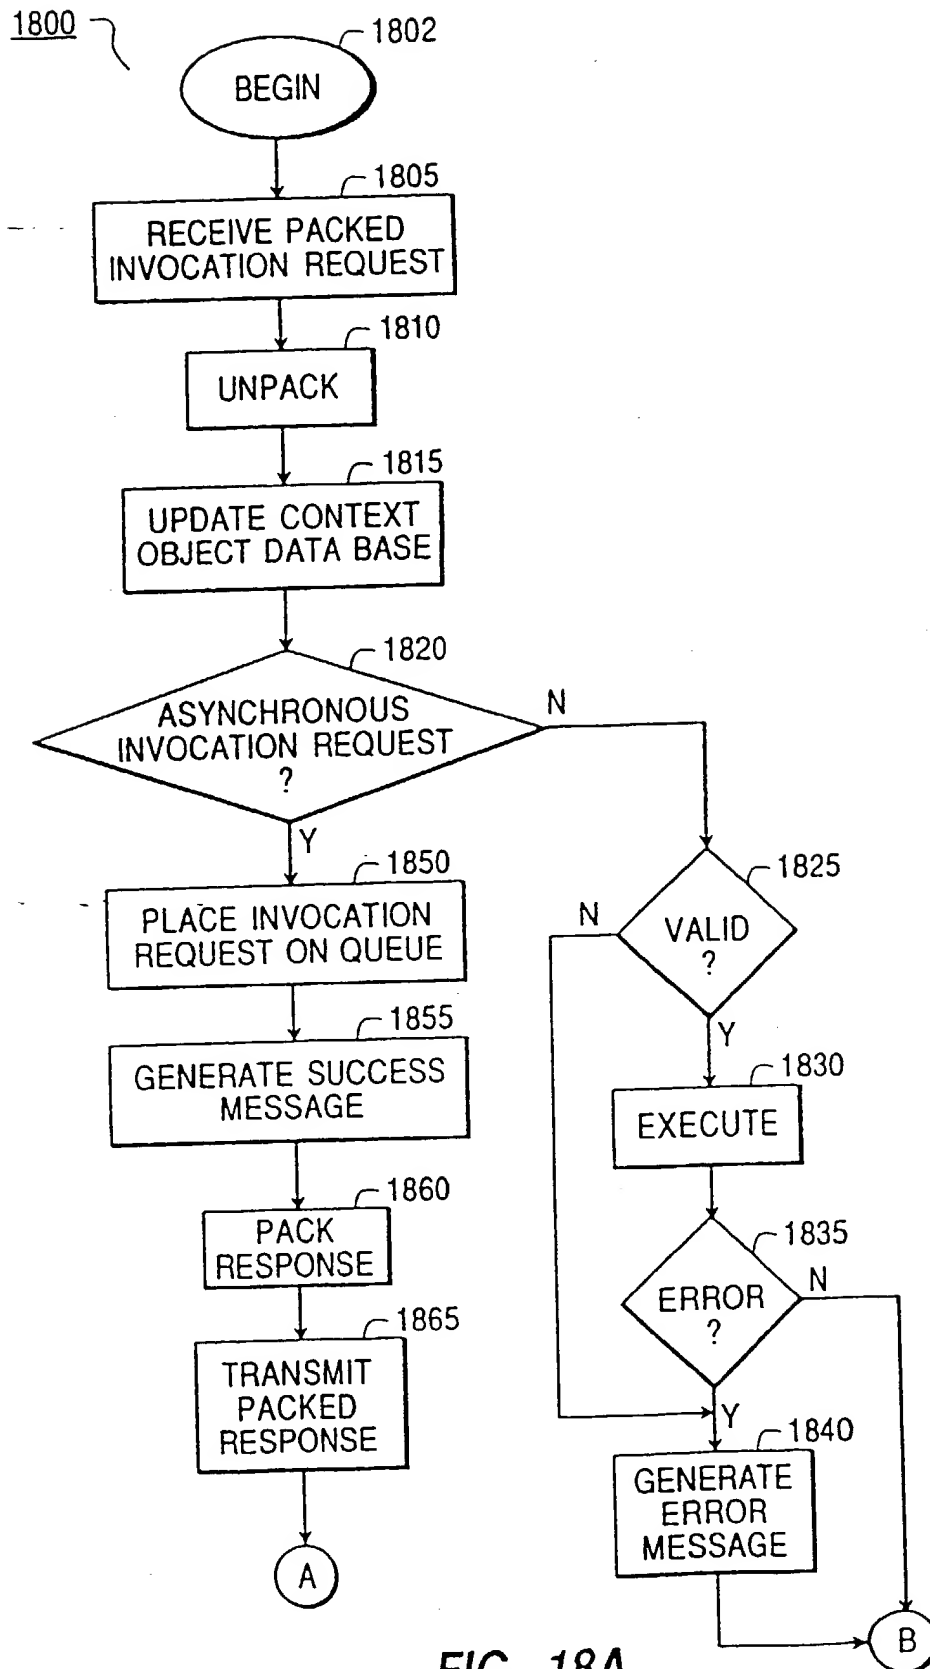 1800
1802
BEGIN
1805
RECEIVE PACKED
INVOCATION REQUEST
1810
UNPACK
1815
UPDATE CONTEXT
OBJECT DATA BASE
1820
ASYNCHRONOUS
INVOCATION REQUEST
?
N
Y
1850
PLACE INVOCATION
REQUEST ON QUEUE
1855
GENERATE SUCCESS
MESSAGE
1860
PACK
RESPONSE
1865
TRANSMIT
PACKED
RESPONSE
A
1825
VALID
?
N
Y
1830
EXECUTE
1835
ERROR
?
N
Y
1840
GENERATE
ERROR
MESSAGE
B
FIG. 18A